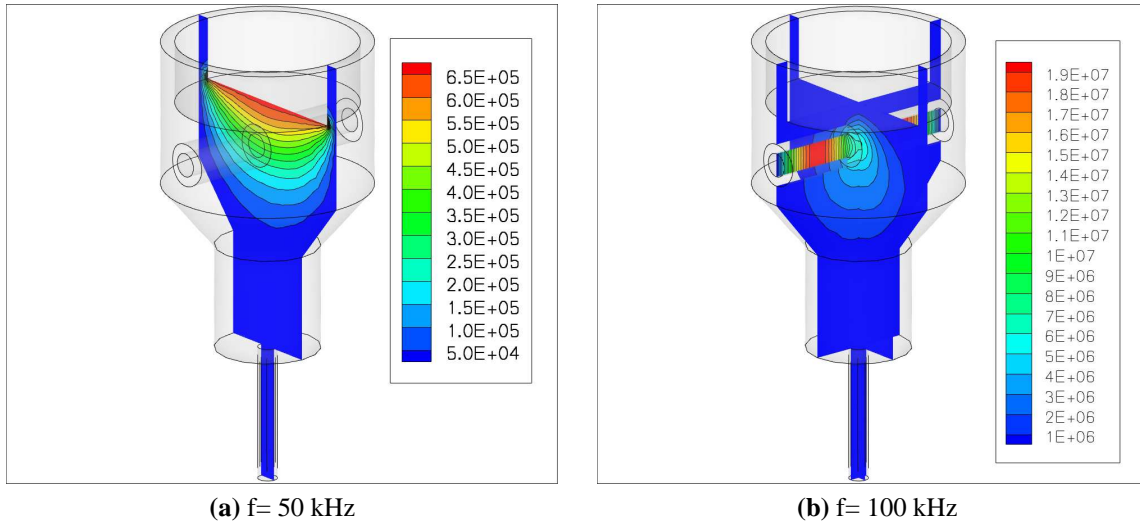 6.5E+05
6.0E+05
5.5E+05
5.0E+05
4.5E+05
4.0E+05
3.5E+05
3.0E+05
2.5E+05
2.0E+05
1.5E+05
1.0E+05
5.0E+04
1.9E+07
1.8E+07
1.7E+07
1.6E+07
1.5E+07
1.4E+07
1.3E+07
1.2E+07
1.1E+07
1E+07
9E+06
8E+06
7E+06
6E+06
5E+06
4E+06
3E+06
2E+06
1E+06
(a) f= 50 kHz
(b) f= 100 kHz